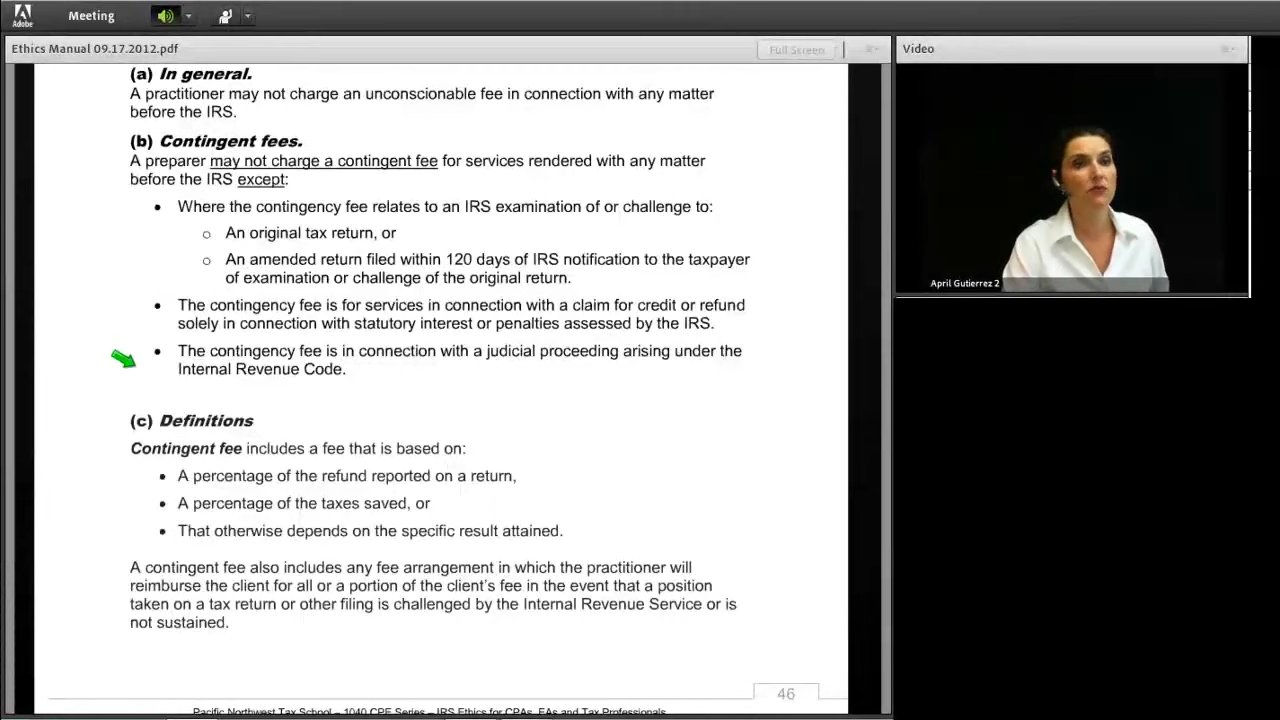 Adobe
Meeting
Ethics Manual 09.17.2012.pdf
Full Screen
Video
(a) In general.
A practitioner may not charge an unconscionable fee in connection with any matter
before the IRS.
(b) Contingent fees.
A preparer may not charge a contingent fee for services rendered with any matter
before the IRS except:
• Where the contingency fee relates to an IRS examination of or challenge to:
o An original tax return, or
o An amended return filed within 120 days of IRS notification to the taxpayer
of examination or challenge of the original return.
• The contingency fee is for services in connection with a claim for credit or refund
solely in connection with statutory interest or penalties assessed by the IRS.
• The contingency fee is in connection with a judicial proceeding arising under the
Internal Revenue Code.
(c) Definitions
Contingent fee includes a fee that is based on:
• A percentage of the refund reported on a return,
• A percentage of the taxes saved, or
• That otherwise depends on the specific result attained.
A contingent fee also includes any fee arrangement in which the practitioner will
reimburse the client for all or a portion of the client's fee in the event that a position
taken on a tax return or other filing is challenged by the Internal Revenue Service or is
not sustained.
46
Pacific Northwest Tax School – 1040 CPE Series – IRS Ethics for CPAs, EAs and Tax Professionals
April Gutierrez 2